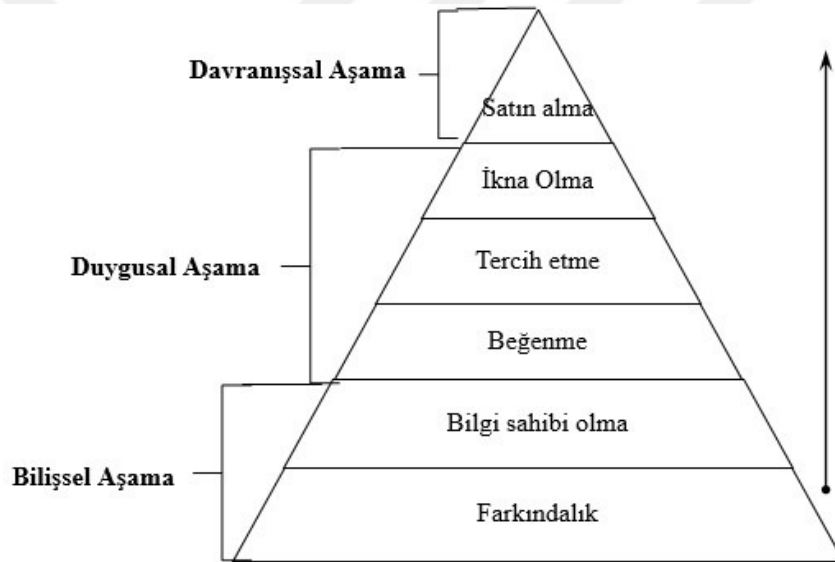 Davranışsal Aşama
Satın alma
İkna Olma
Duygusal Aşama
Tercih etme
Beğenme
Bilgi sahibi olma
Bilişsel Aşama
Farkındalık